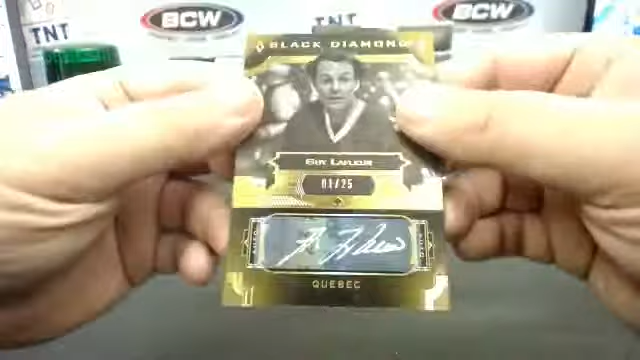 BCW
BCW
TNT
TNT
BLACK DIAMOND
GUY LAFLEUR
01/25
QUEBEC